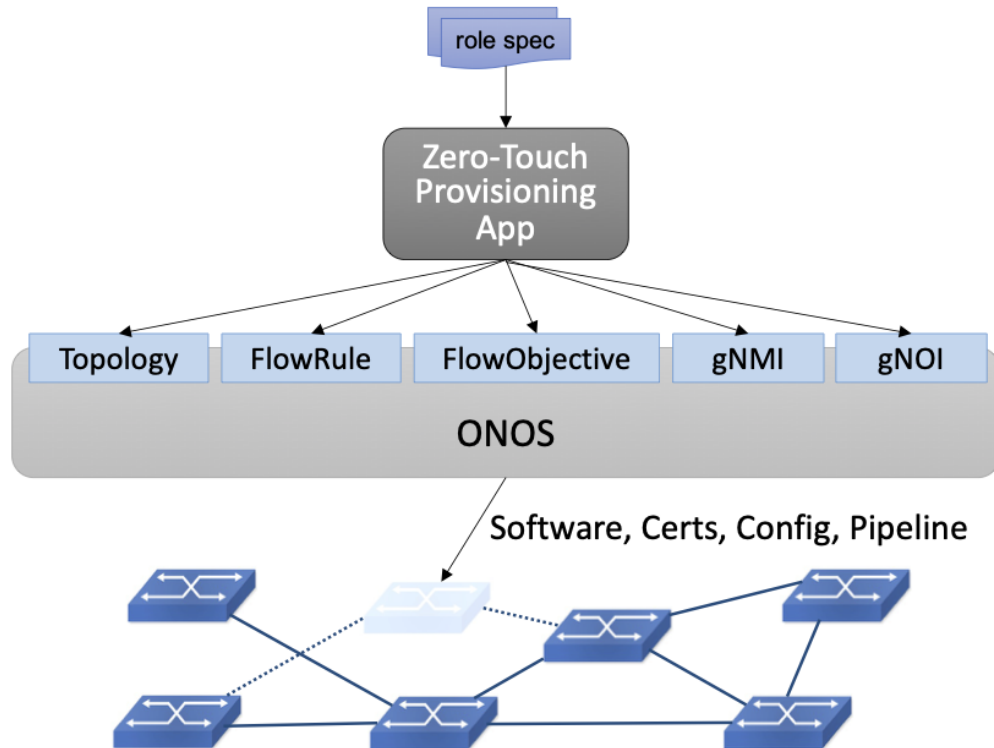 role spec
Zero-Touch
Provisioning
App
Topology
FlowRule
FlowObjective
gNMI
gNOI
ONOS
Software, Certs, Config, Pipeline